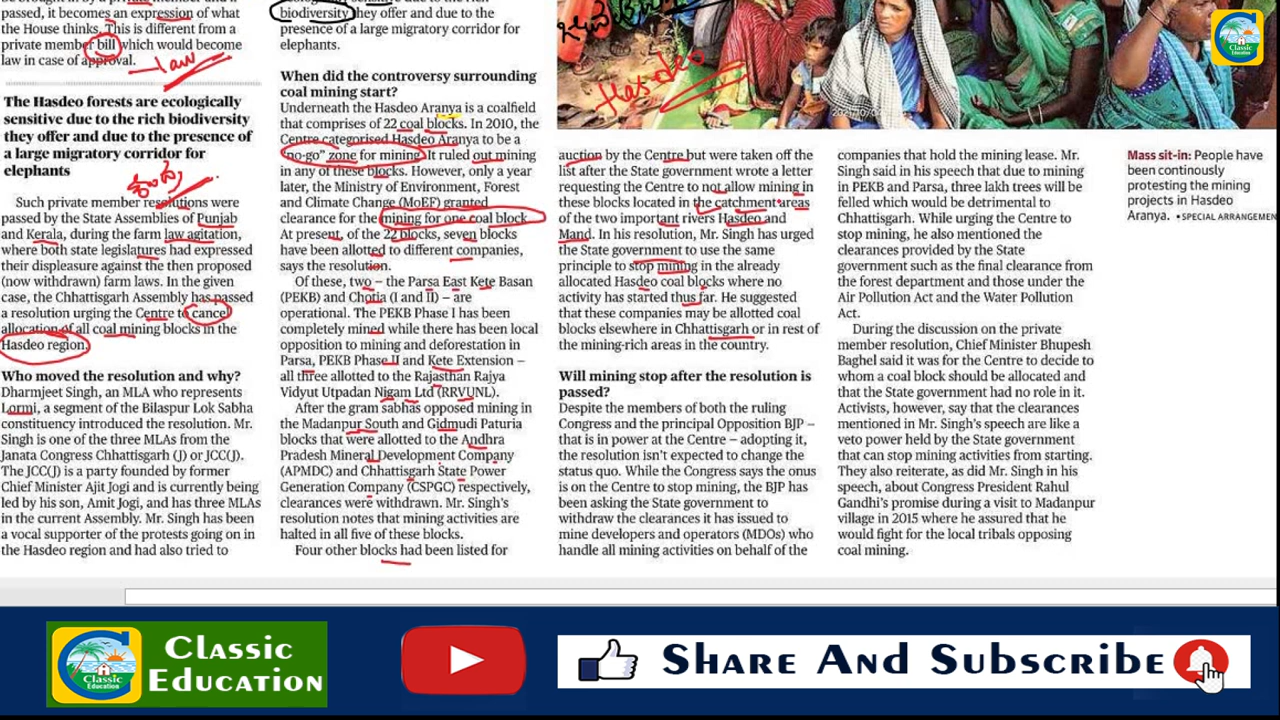 be brought in by a private member and if
passed, it becomes an expression of what
the House thinks. This is different from a
private member bill which would become
law in case of approval.
law
The Hasdeo forests are ecologically
sensitive due to the rich biodiversity
they offer and due to the presence of
a large migratory corridor for
elephants
Such private member resolutions were
passed by the State Assemblies of Punjab
and Kerala, during the farm law agitation,
where both state legislatures had expressed
their displeasure against the then proposed
(now withdrawn) farm laws. In the given
case, the Chhattisgarh Assembly has passed
a resolution urging the Centre to cancel
allocation of all coal mining blocks in the
Hasdeo region.
Who moved the resolution and why?
Dharmjeet Singh, an MLA who represents
Lormi, a segment of the Bilaspur Lok Sabha
constituency introduced the resolution. Mr.
Singh is one of the three MLAs from the
Janata Congress Chhattisgarh (J) or JCC(J).
The JCC(J) is a party founded by former
Chief Minister Ajit Jogi and is currently being
led by his son, Amit Jogi, and has three MLAs
in the current Assembly. Mr. Singh has been
a vocal supporter of the protests going on in
the Hasdeo region and had also tried to
sensitive due to the rich
biodiversity they offer and due to the
presence of a large migratory corridor for
elephants.
When did the controversy surrounding
coal mining start?
Underneath the Hasdeo Aranya is a coalfield
that comprises of 22 coal blocks. In 2010, the
Centre categorised Hasdeo Aranya to be a
“no-go” zone for mining. It ruled out mining
in any of these blocks. However, only a year
later, the Ministry of Environment, Forest
and Climate Change (MoEF) granted
clearance for the mining for one coal block
At present, of the 22 blocks, seven blocks
have been allotted to different companies,
says the resolution.
Of these, two – the Parsa East Kete Basan
(PEKB) and Chotia (I and II) – are
operational. The PEKB Phase I has been
completely mined while there has been local
opposition to mining and deforestation in
Parsa, PEKB Phase II and Kete Extension –
all three allotted to the Rajasthan Rajya
Vidyut Utpadan Nigam Ltd (RRVUNL).
After the gram sabhas opposed mining in
the Madanpur South and Gidmudi Paturia
blocks that were allotted to the Andhra
Pradesh Mineral Development Company
(APMDC) and Chhattisgarh State Power
Generation Company (CSPGC) respectively,
clearances were withdrawn. Mr. Singh’s
resolution notes that mining activities are
halted in all five of these blocks.
Four other blocks had been listed for
Hasdeo
auction by the Centre but were taken off the
list after the State government wrote a letter
requesting the Centre to not allow mining in
these blocks located in the catchment areas
of the two important rivers Hasdeo and
Mand. In his resolution, Mr. Singh has urged
the State government to use the same
principle to stop mining in the already
allocated Hasdeo coal blocks where no
activity has started thus far. He suggested
that these companies may be allotted coal
blocks elsewhere in Chhattisgarh or in rest of
the mining-rich areas in the country.
Will mining stop after the resolution is
passed?
Despite the members of both the ruling
Congress and the principal Opposition BJP –
that is in power at the Centre – adopting it,
the resolution isn’t expected to change the
status quo. While the Congress says the onus
is on the Centre to stop mining, the BJP has
been asking the State government to
withdraw the clearances it has issued to
mine developers and operators (MDOs) who
handle all mining activities on behalf of the
companies that hold the mining lease. Mr.
Singh said in his speech that due to mining
in PEKB and Parsa, three lakh trees will be
felled which would be detrimental to
Chhattisgarh. While urging the Centre to
stop mining, he also mentioned the
clearances provided by the State
government such as the final clearance from
the forest department and those under the
Air Pollution Act and the Water Pollution
Act.
During the discussion on the private
member resolution, Chief Minister Bhupesh
Baghel said it was for the Centre to decide to
whom a coal block should be allocated and
that the State government had no role in it.
Activists, however, say that the clearances
mentioned in Mr. Singh’s speech are like a
veto power held by the State government
that can stop mining activities from starting.
They also reiterate, as did Mr. Singh in his
speech, about Congress President Rahul
Gandhi’s promise during a visit to Madanpur
village in 2015 where he assured that he
would fight for the local tribals opposing
coal mining.
Mass sit-in: People have
been continously
protesting the mining
projects in Hasdeo
Aranya. • SPECIAL ARRANGEMEN
Classic
Education
Classic
Education
Classic
Education
Share And Subscribe